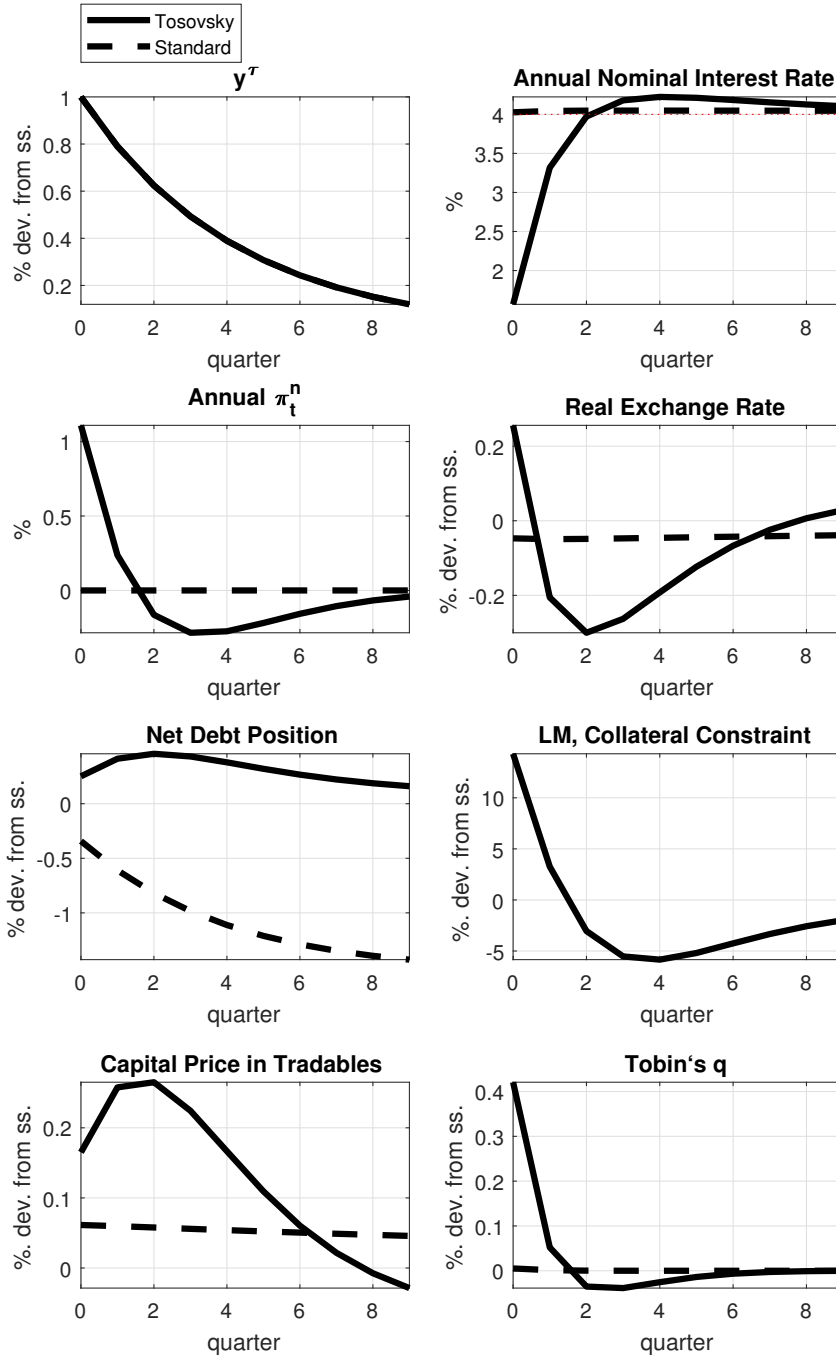 Tosovsky
Standard
y^τ
1
0.8
0.6
0.4
0.2
% dev. from ss.
0 2 4 6 8
quarter
Annual Nominal Interest Rate
4
3.5
3
2.5
2
%
0 2 4 6 8
quarter
Annual π_t^n
1
0.5
0
%
0 2 4 6 8
quarter
Real Exchange Rate
0.2
0
-0.2
%. dev. from ss.
0 2 4 6 8
quarter
Net Debt Position
0
-0.5
-1
% dev. from ss.
0 2 4 6 8
quarter
LM, Collateral Constraint
10
5
0
-5
%. dev. from ss.
0 2 4 6 8
quarter
Capital Price in Tradables
0.2
0.1
0
%. dev. from ss.
0 2 4 6 8
quarter
Tobin‘s q
0.4
0.3
0.2
0.1
0
%. dev. from ss.
0 2 4 6 8
quarter